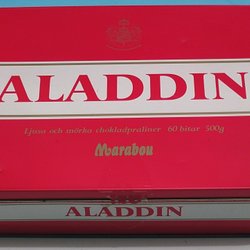 ALADDIN
Ljusa och mörka chokladpraliner 60 bitar 500g
Marabou
ALADDIN